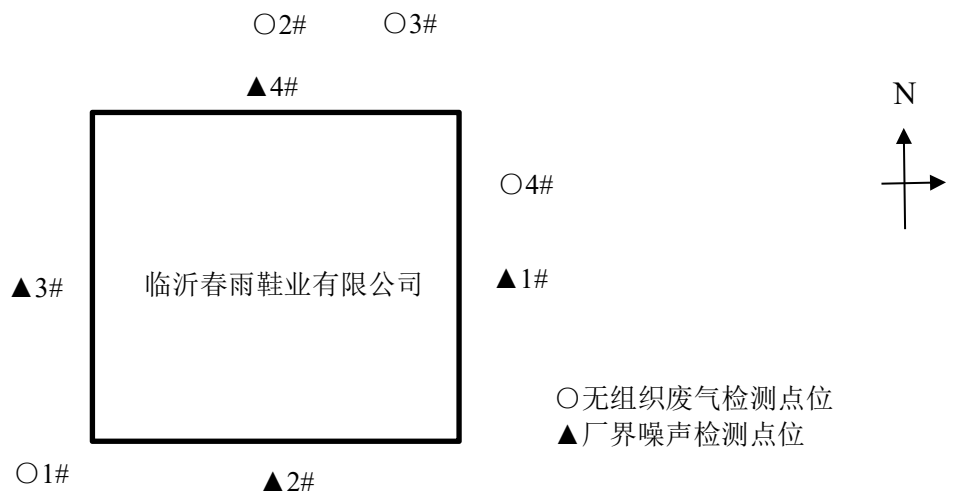 ○2# ○3#
▲4#
N
○4#
▲3# 临沂春雨鞋业有限公司 ▲1#
○无组织废气检测点位
▲厂界噪声检测点位
○1#
▲2#